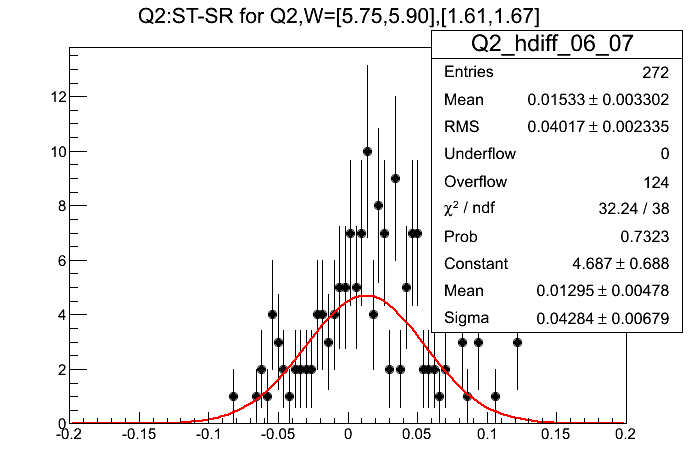 Q2:ST-SR for Q2,W=[5.75,5.90],[1.61,1.67]
Q2_hdiff_06_07
Entries 272
Mean 0.01533 ± 0.003302
RMS 0.04017 ± 0.002335
Underflow 0
Overflow 124
χ² / ndf 32.24 / 38
Prob 0.7323
Constant 4.687 ± 0.688
Mean 0.01295 ± 0.00478
Sigma 0.04284 ± 0.00679
12
10
8
6
4
2
0
-0.2 -0.15 -0.1 -0.05 0 0.05 0.1 0.15 0.2